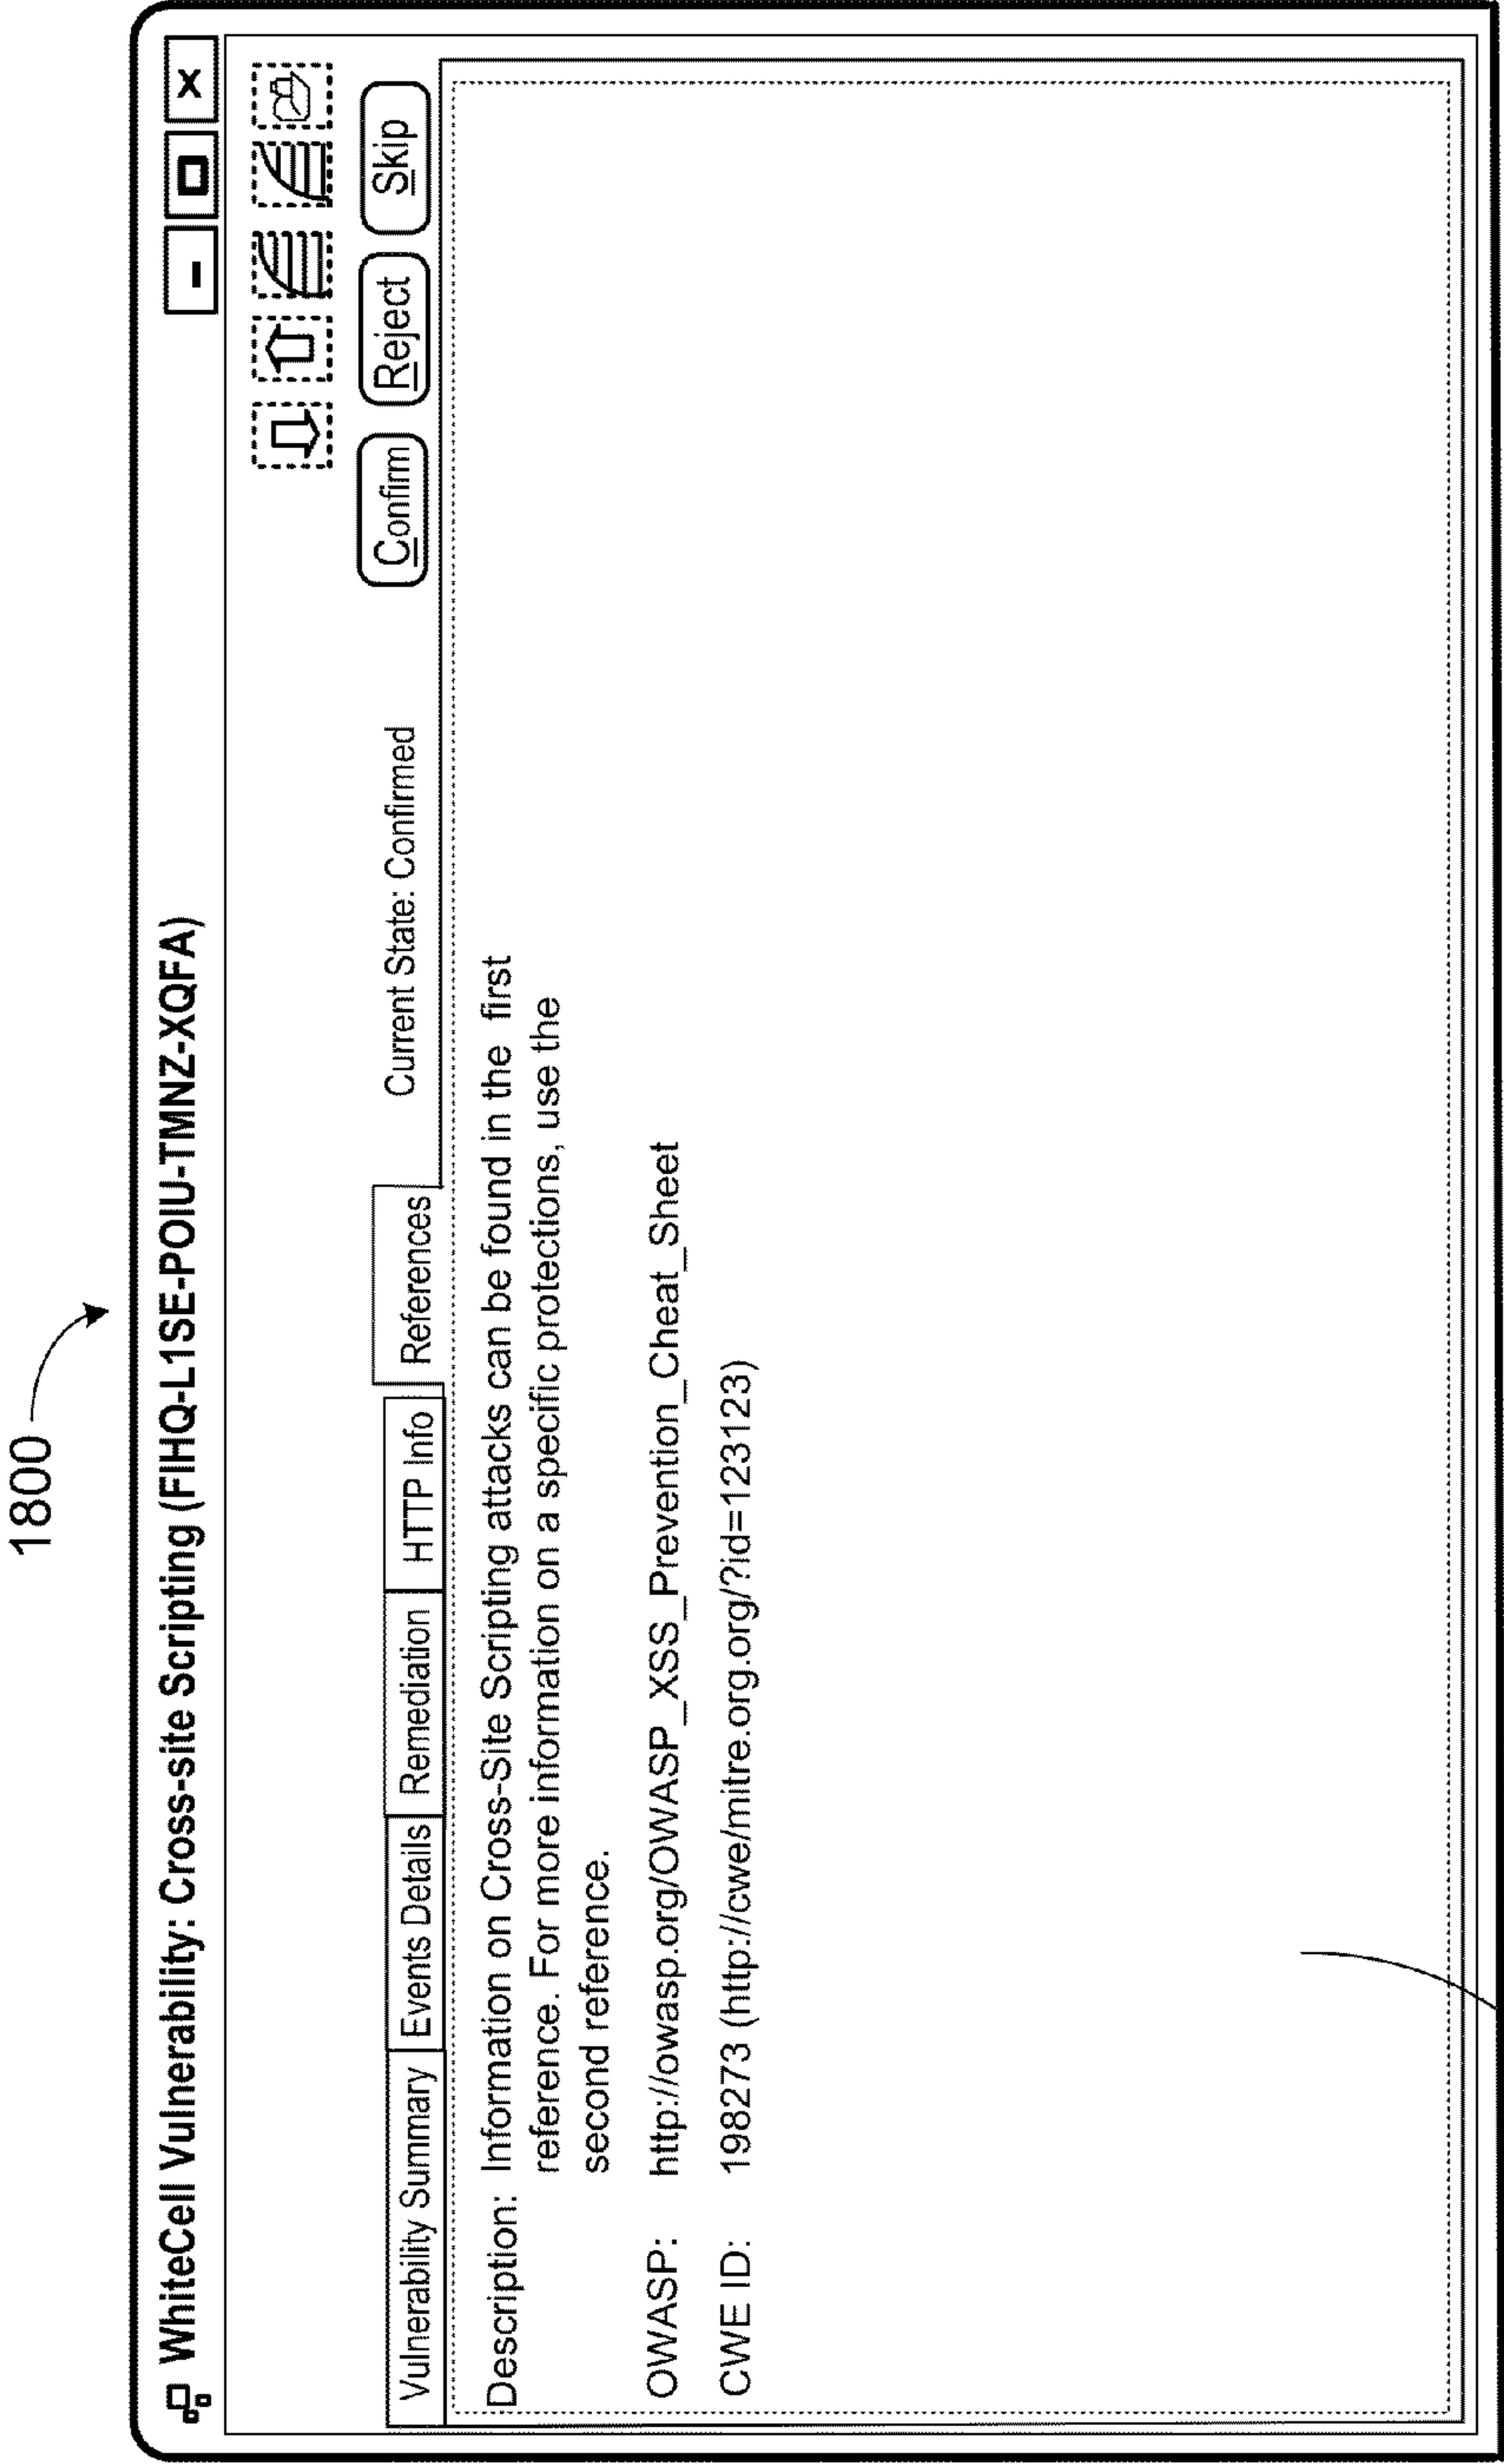 1800
WhiteCell Vulnerability: Cross-site Scripting (FIHQ-L1SE-POIU-TMNZ-XQFA)
Vulnerability Summary
Events Details
Remediation
HTTP Info
References
Current State: Confirmed
Confirm
Reject
Skip
Description: Information on Cross-Site Scripting attacks can be found in the first
reference. For more information on a specific protections, use the
second reference.
OWASP: http://owasp.org/OWASP_XSS_Prevention_Cheat_Sheet
CWE ID: 198273 (http://cwe/mitre.org.org/?id=123123)